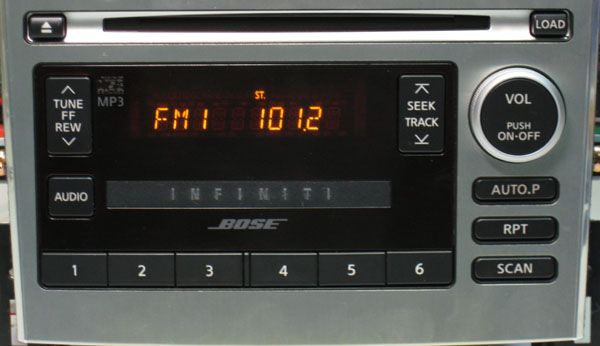 LOAD
TUNE
FF
REW
MP3
ST.
FM1 101.2
SEEK
TRACK
VOL
PUSH
ON·OFF
AUDIO
INFINITI
AUTO.P
BOSE
RPT
1 2 3 4 5 6
SCAN